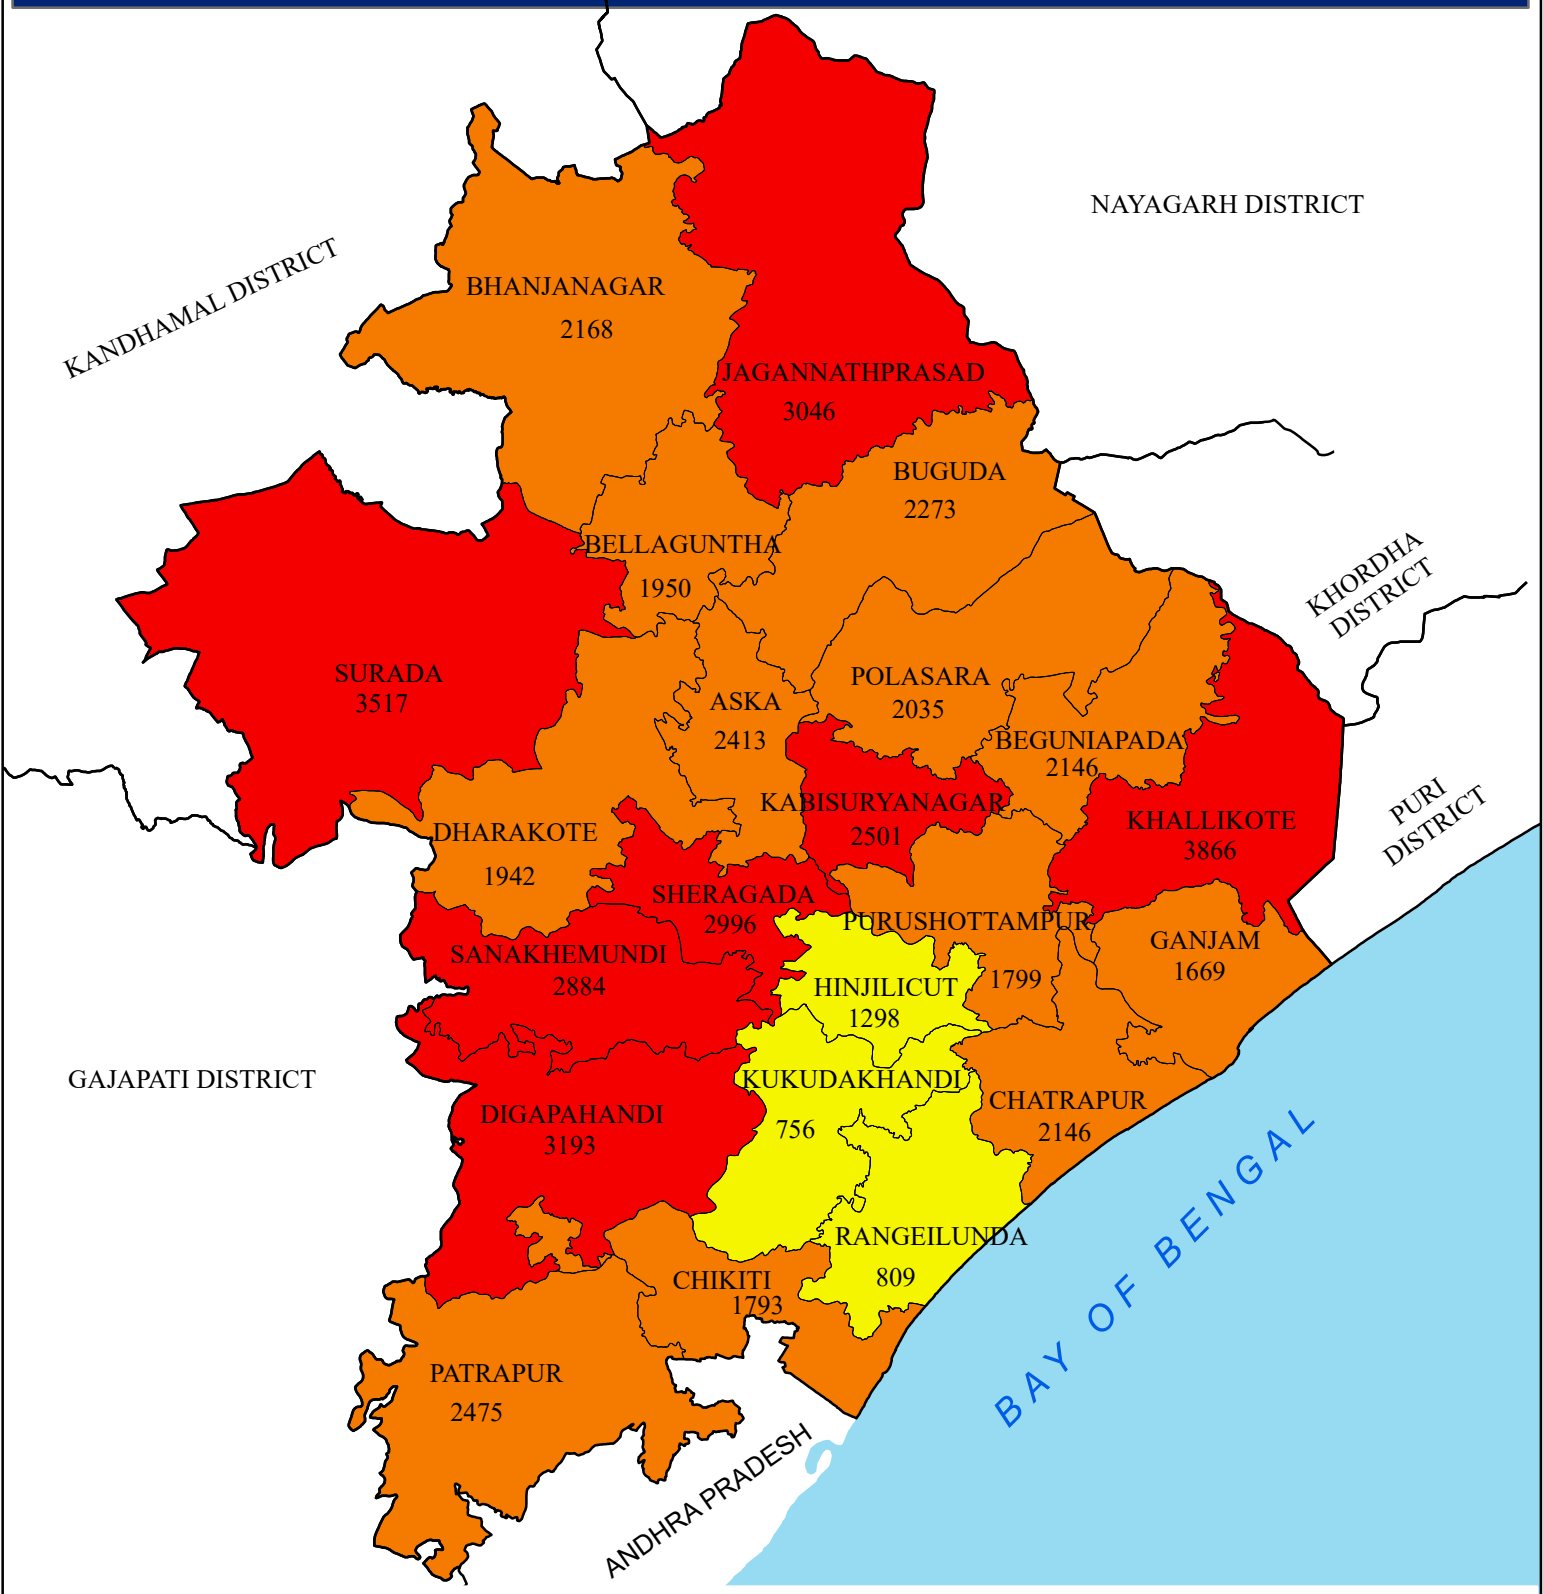 NAYAGARH DISTRICT
KANDHAMAL DISTRICT
BHANJANAGAR
2168
JAGANNATHPRASAD
3046
BUGUDA
2273
BELLAGUNTHA
1950
KHORDHA
DISTRICT
SURADA
3517
ASKA
2413
POLASARA
2035
BEGUNIAPADA
2146
KABISURYANAGAR
2501
KHALLIKOTE
3866
PURI
DISTRICT
DHARAKOTE
1942
SHERAGADA
2996
PURUSHOTTAMPUR
1799
GANJAM
1669
SANAKHEMUNDI
2884
HINJILICUT
1298
GAJAPATI DISTRICT
KUKUDAKHANDI
756
CHATRAPUR
2146
DIGAPAHANDI
3193
RANGEILUNDA
809
CHIKITI
1793
BAY OF BENGAL
PATRAPUR
2475
ANDHRA PRADESH